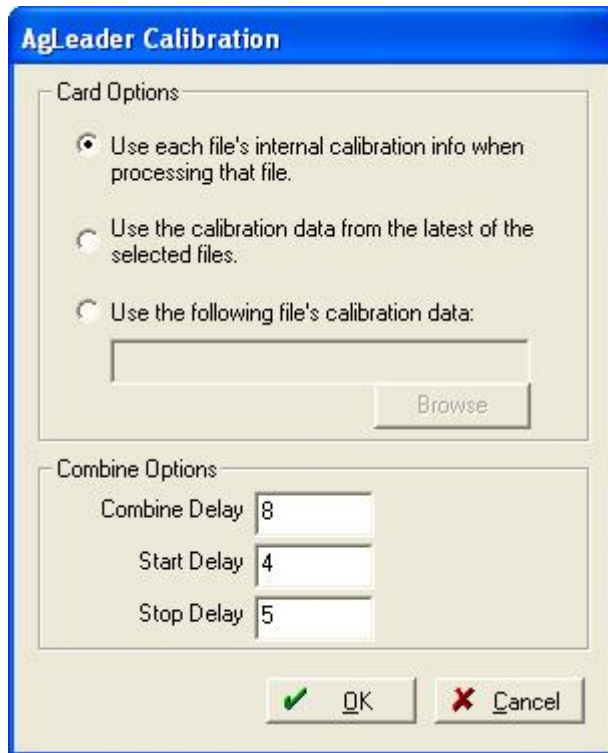 AgLeader Calibration
Card Options
Use each file's internal calibration info when
processing that file.
Use the calibration data from the latest of the
selected files.
Use the following file's calibration data:
Browse
Combine Options
Combine Delay 8
Start Delay 4
Stop Delay 5
OK Cancel